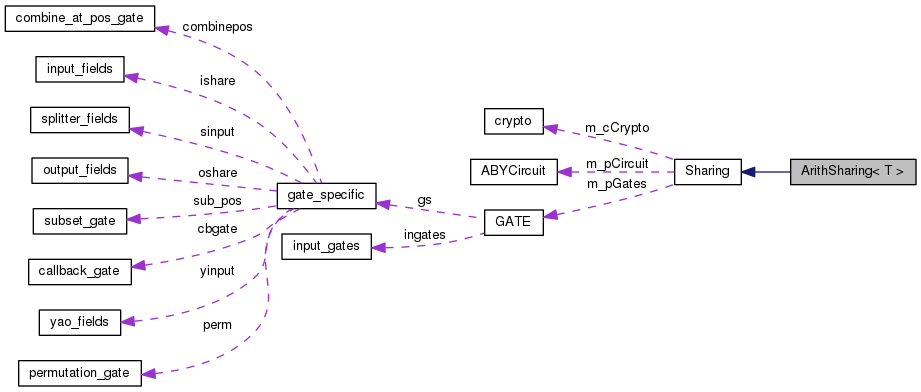 combine_at_pos_gate
combinepos
input_fields
ishare
splitter_fields
sinput
crypto
m_cCrypto
output_fields
oshare
ABYCircuit
m_pCircuit
Sharing
ArithSharing< T >
m_pGates
gate_specific
sub_pos
gs
subset_gate
cbgate
GATE
input_gates
ingates
callback_gate
yinput
yao_fields
perm
permutation_gate